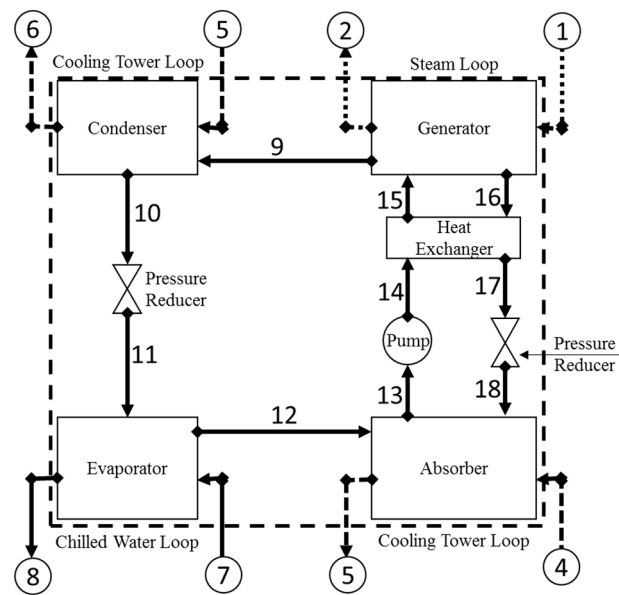 6
5
2
1
Cooling Tower Loop
Steam Loop
Condenser
Generator
9
10
15
16
Heat
Exchanger
Pressure
Reducer
14
17
Pump
Pressure
Reducer
11
13
18
12
Evaporator
Absorber
Chilled Water Loop
Cooling Tower Loop
8
7
5
4